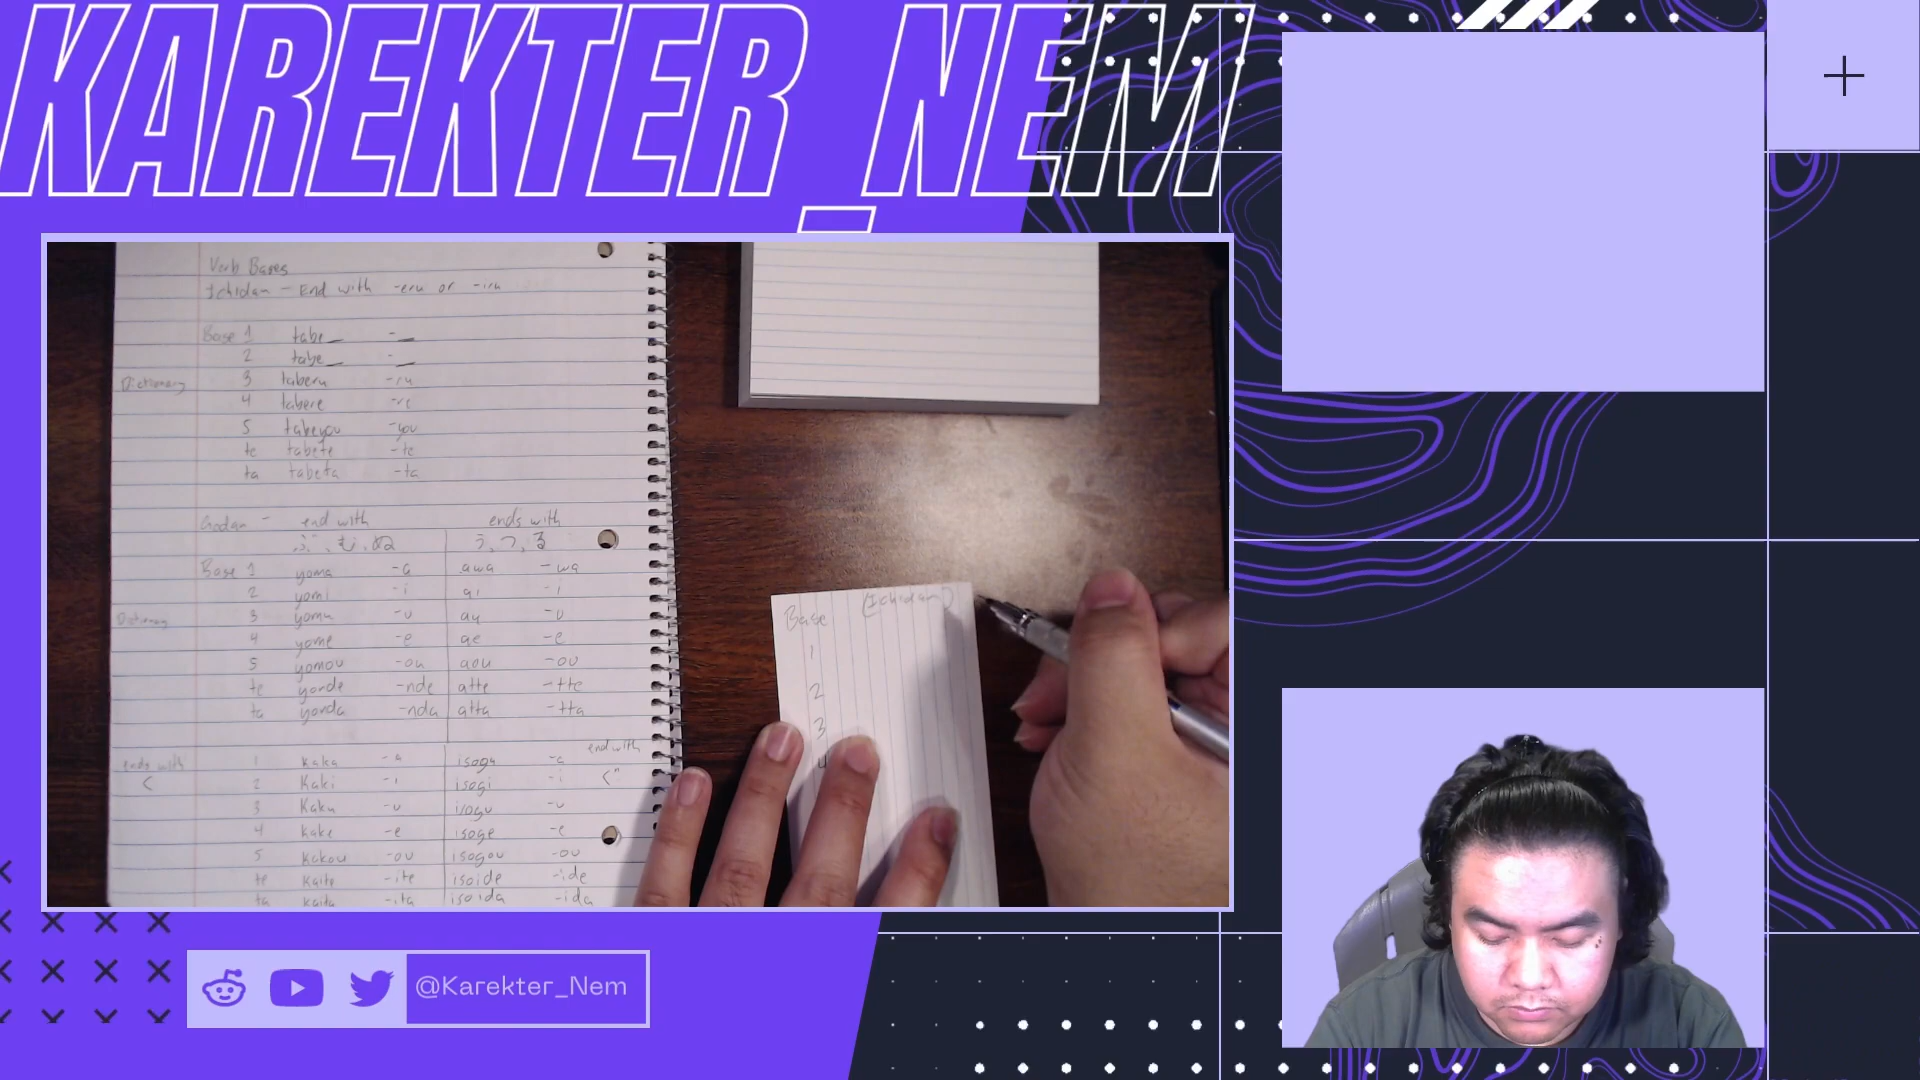 KAREKTER_NEM
Verb Bases
Ichidan - End with -eru or -iru
Base 1 tabe_ -_
2 tabe_ -_
Dictionary 3 taberu -ru
4 tabere -re
5 tabeyou -you
te tabete -te
ta tabeta -ta
Godan - end with ends with
ぶ、む、ぬ う、つ、る
Base 1 yoma -a awa -wa
2 yomi -i ai -i
Dictionary 3 yomu -u au -u
4 yome -e ae -e
5 yomou -ou aou -ou
te yonde -nde atte -tte
ta yonda -nda atta -tta
end with
ends with 1 kaka -a isoga -a
く 2 kaki -i isogi -i ぐ
3 kaku -u isogu -u
4 kake -e isoge -e
5 kakou -ou isogou -ou
te kaite -ite isoide -ide
ta kaita -ita isoida -ida
Base (Ichidan)
1
2
3
4
@Karekter_Nem